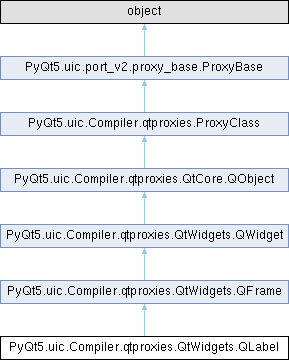 object
PyQt5.uic.port_v2.proxy_base.ProxyBase
PyQt5.uic.Compiler.qtproxies.ProxyClass
PyQt5.uic.Compiler.qtproxies.QtCore.QObject
PyQt5.uic.Compiler.qtproxies.QtWidgets.QWidget
PyQt5.uic.Compiler.qtproxies.QtWidgets.QFrame
PyQt5.uic.Compiler.qtproxies.QtWidgets.QLabel